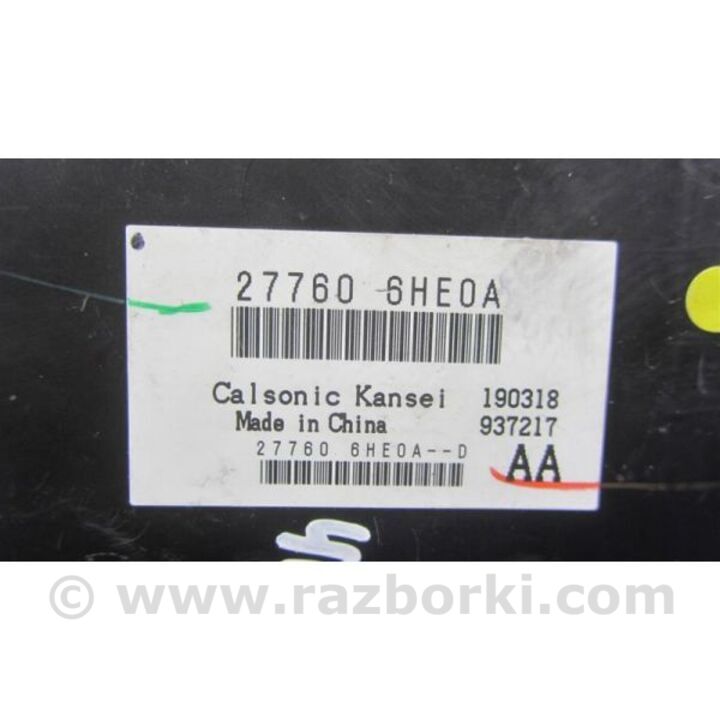 27760 6HE0A
Calsonic Kansei 190318
Made in China 937217
27760 6HE0A--D
AA
© www.razborki.com